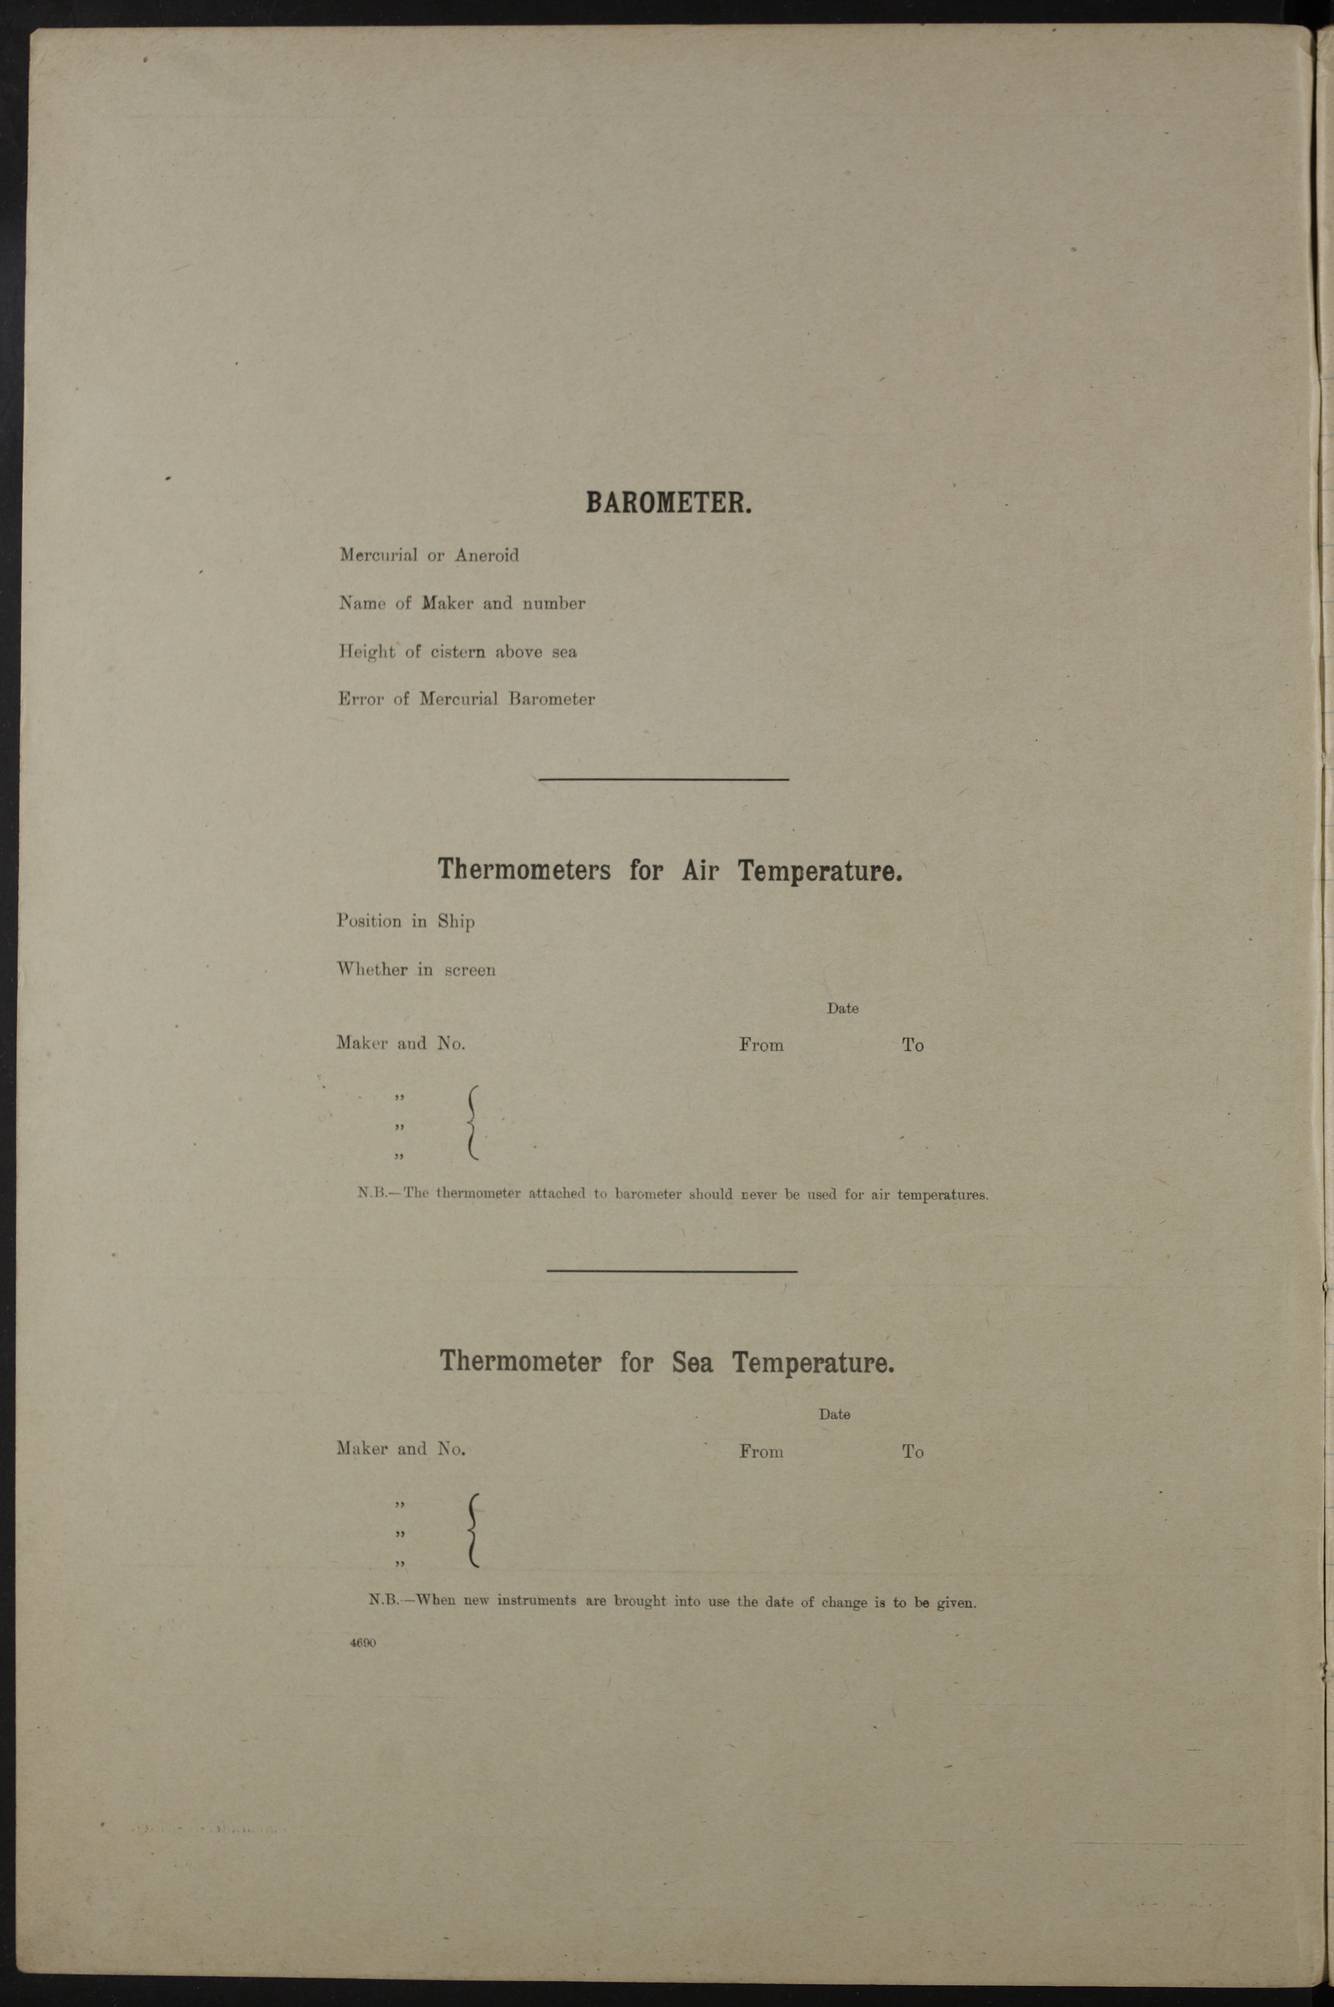 BAROMETER.
Mercurial or Aneroid
Name of Maker and number
Height of cistern above sea
Error of Mercurial Barometer
Thermometers for Air Temperature.
Position in Ship
Whether in screen
Date
Maker and No. From To
„
„
„
N.B.—The thermometer attached to barometer should never be used for air temperatures.
Thermometer for Sea Temperature.
Date
Maker and No. From To
„
„
„
N.B.—When new instruments are brought into use the date of change is to be given.
4690